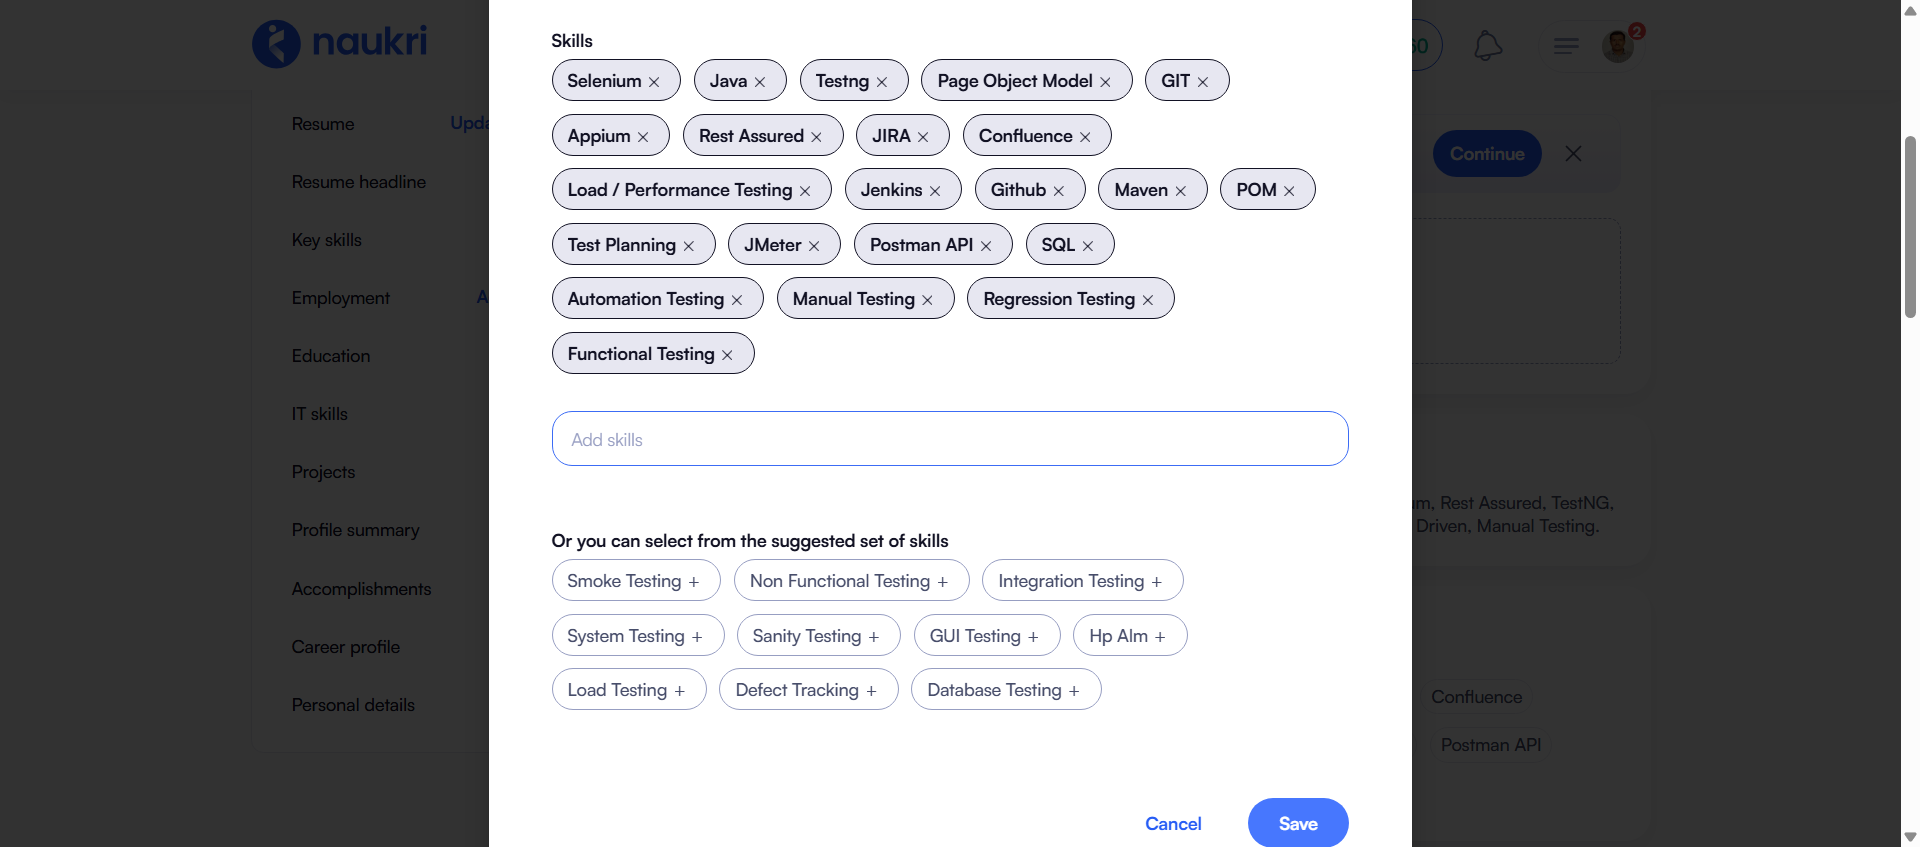 naukri
60
2
Resume
Upda
Resume headline
Key skills
Employment
A
Education
IT skills
Projects
Profile summary
Accomplishments
Career profile
Personal details
Skills
Selenium × Java × Testng × Page Object Model × GIT ×
Appium × Rest Assured × JIRA × Confluence ×
Load / Performance Testing × Jenkins × Github × Maven × POM ×
Test Planning × JMeter × Postman API × SQL ×
Automation Testing × Manual Testing × Regression Testing ×
Functional Testing ×
Add skills
Or you can select from the suggested set of skills
Smoke Testing + Non Functional Testing + Integration Testing +
System Testing + Sanity Testing + GUI Testing + Hp Alm +
Load Testing + Defect Tracking + Database Testing +
Cancel Save
Continue
um, Rest Assured, TestNG,
Driven, Manual Testing.
Confluence
Postman API